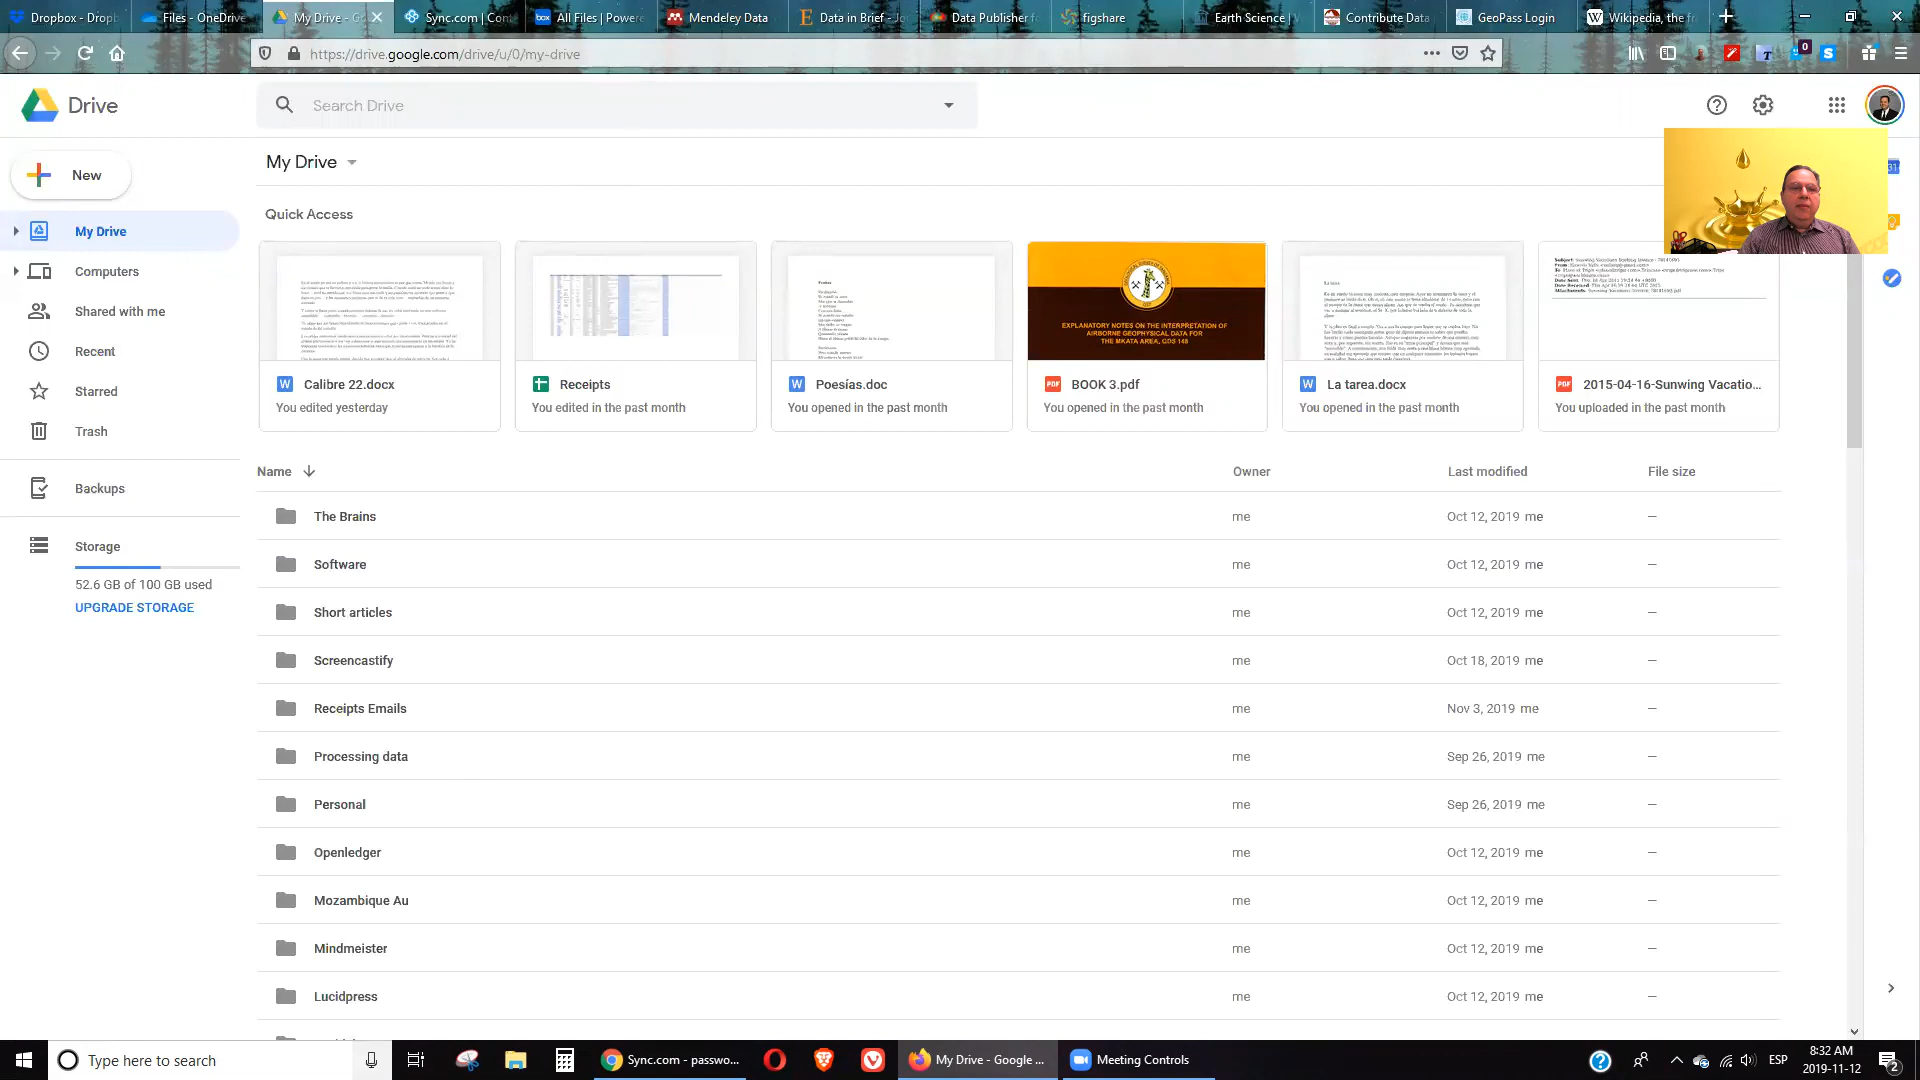 Dropbox - Dropb
Files - OneDrive
My Drive - Go
Sync.com | Con
All Files | Powere
Mendeley Data
Data in Brief - Jo
Data Publisher fo
figshare
Earth Science |
Contribute Data
GeoPass Login
Wikipedia, the fr
https://drive.google.com/drive/u/0/my-drive
0
Drive
Search Drive
New
My Drive
Computers
Shared with me
Recent
Starred
Trash
Backups
Storage
52.6 GB of 100 GB used
UPGRADE STORAGE
My Drive
Quick Access
EXPLANATORY NOTES ON THE INTERPRETATION OF
AIRBORNE GEOPHYSICAL DATA FOR
THE MKATA AREA, GDS 148
Calibre 22.docx
You edited yesterday
Receipts
You edited in the past month
Poesías.doc
You opened in the past month
BOOK 3.pdf
You opened in the past month
La tarea.docx
You opened in the past month
2015-04-16-Sunwing Vacatio...
You uploaded in the past month
Name Owner Last modified File size
The Brains me Oct 12, 2019 me —
Software me Oct 12, 2019 me —
Short articles me Oct 12, 2019 me —
Screencastify me Oct 18, 2019 me —
Receipts Emails me Nov 3, 2019 me —
Processing data me Sep 26, 2019 me —
Personal me Sep 26, 2019 me —
Openledger me Oct 12, 2019 me —
Mozambique Au me Oct 12, 2019 me —
Mindmeister me Oct 12, 2019 me —
Lucidpress me Oct 12, 2019 me —
Type here to search
Sync.com - passwo...
My Drive - Google ...
Meeting Controls
ESP
8:32 AM
2019-11-12
2